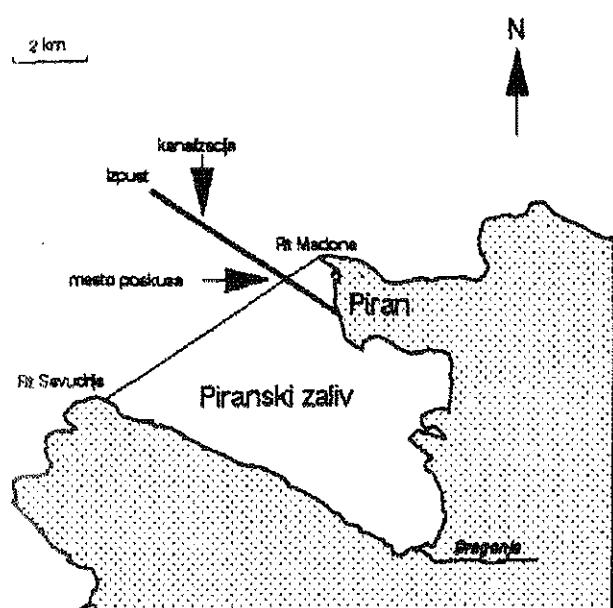 N
2 km
kanalizacija
izpust
Rt Madona
mesto poskusa
Piran
Rt Savudrija
Piranski zaliv
Dragonja